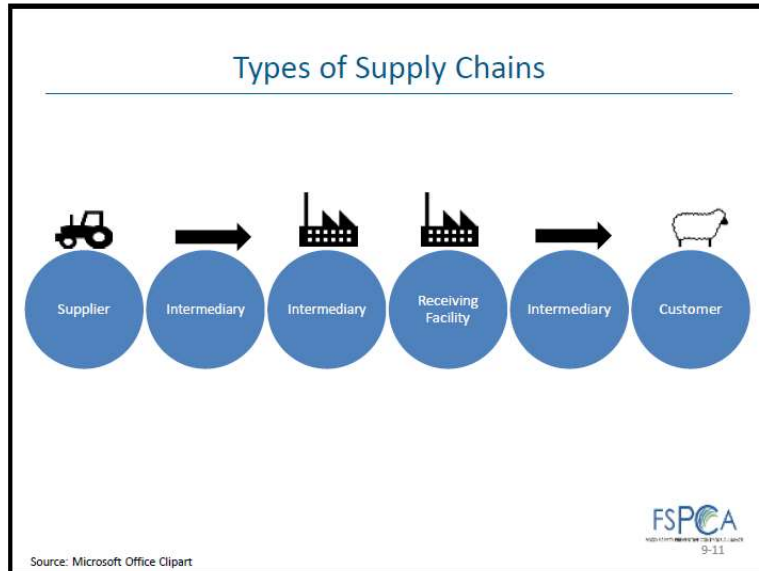 Types of Supply Chains
Supplier
Intermediary
Intermediary
Receiving
Facility
Intermediary
Customer
FSPCA
9-11
Source: Microsoft Office Clipart